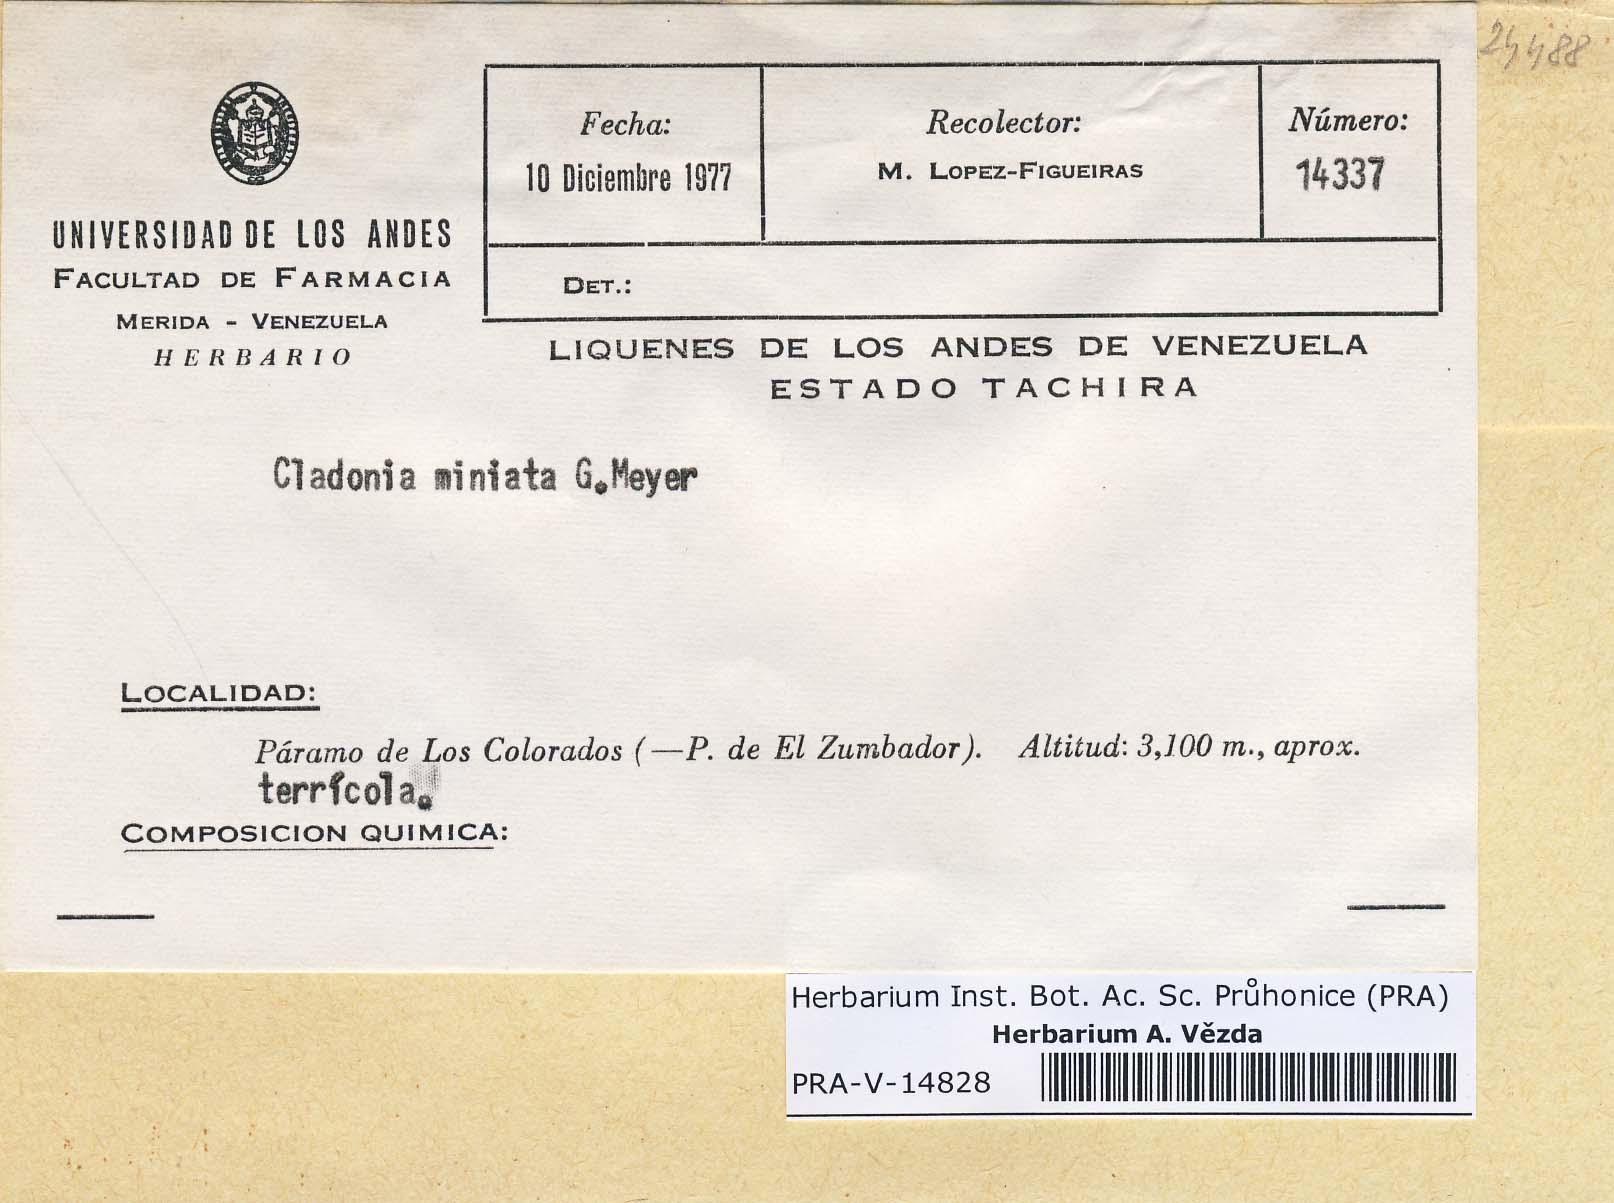 24488
Fecha:
10 Diciembre 1977
Recolector:
M. LOPEZ-FIGUEIRAS
Número:
14337
DET.:
UNIVERSIDAD DE LOS ANDES
FACULTAD DE FARMACIA
MERIDA - VENEZUELA
HERBARIO
LIQUENES DE LOS ANDES DE VENEZUELA
ESTADO TACHIRA
Cladonia miniata G.Meyer
LOCALIDAD:
Páramo de Los Colorados (—P. de El Zumbador). Altitud: 3,100 m., aprox.
terrícola.
COMPOSICION QUIMICA:
Herbarium Inst. Bot. Ac. Sc. Průhonice (PRA)
Herbarium A. Vězda
PRA-V-14828